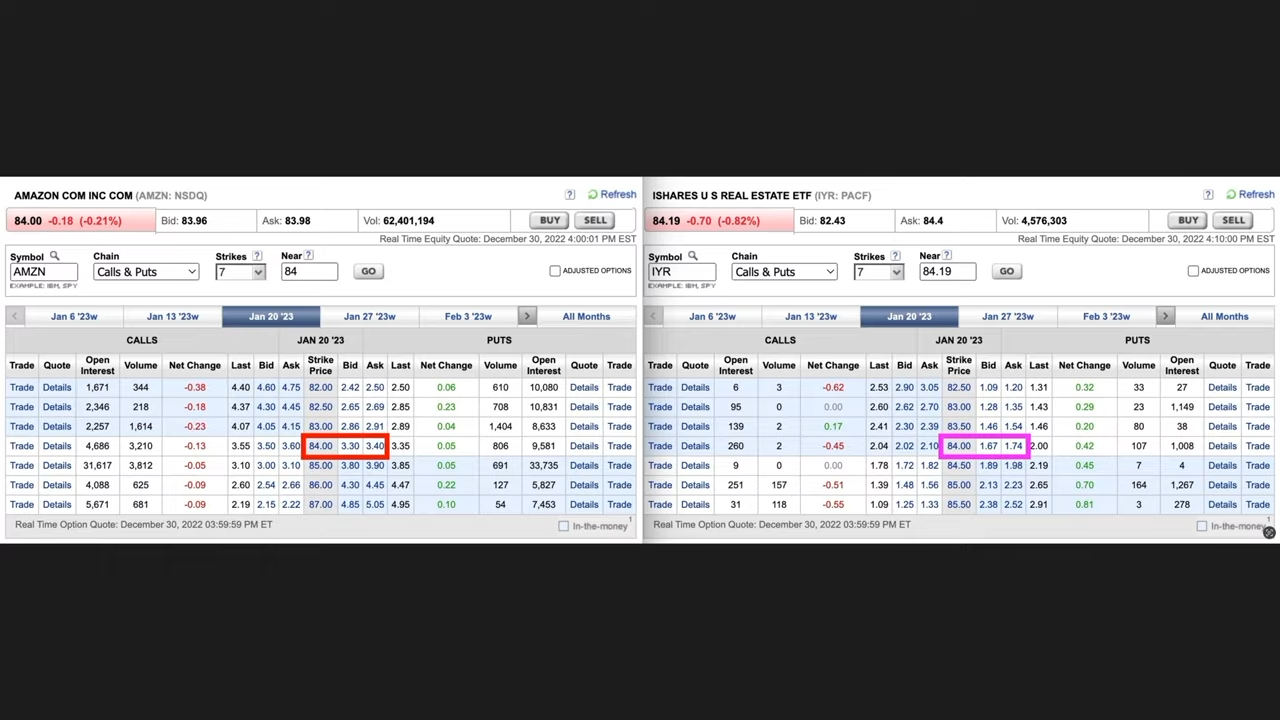 AMAZON COM INC COM (AMZN: NSDQ) ? Refresh
84.00 -0.18 (-0.21%) Bid: 83.96 Ask: 83.98 Vol: 62,401,194 BUY SELL
Real Time Equity Quote: December 30, 2022 4:00:01 PM EST
Symbol Chain Strikes ? Near ?
AMZN Calls & Puts 7 84 GO ADJUSTED OPTIONS
EXAMPLE: IBM, SPY
< Jan 6 '23w Jan 13 '23w Jan 20 '23 Jan 27 '23w Feb 3 '23w > All Months
CALLS JAN 20 '23 PUTS
Trade Quote Open Interest Volume Net Change Last Bid Ask Strike Price Bid Ask Last Net Change Volume Open Interest Quote Trade
Trade Details 1,671 344 -0.38 4.40 4.60 4.75 82.00 2.42 2.50 2.50 0.06 610 10,080 Details Trade
Trade Details 2,346 218 -0.18 4.37 4.30 4.45 82.50 2.65 2.69 2.85 0.23 708 10,831 Details Trade
Trade Details 2,257 1,614 -0.23 4.07 4.05 4.15 83.00 2.86 2.91 2.89 0.04 1,404 8,633 Details Trade
Trade Details 4,686 3,210 -0.13 3.55 3.50 3.60 84.00 3.30 3.40 3.35 0.05 806 9,581 Details Trade
Trade Details 31,617 3,812 -0.05 3.10 3.00 3.10 85.00 3.80 3.90 3.85 0.05 691 33,735 Details Trade
Trade Details 4,088 625 -0.09 2.60 2.54 2.66 86.00 4.30 4.45 4.47 0.22 127 5,827 Details Trade
Trade Details 5,671 681 -0.09 2.19 2.15 2.22 87.00 4.85 5.05 4.95 0.10 54 7,453 Details Trade
Real Time Option Quote: December 30, 2022 03:59:59 PM ET In-the-money 1
ISHARES U S REAL ESTATE ETF (IYR: PACF) ? Refresh
84.19 -0.70 (-0.82%) Bid: 82.43 Ask: 84.4 Vol: 4,576,303 BUY SELL
Real Time Equity Quote: December 30, 2022 4:10:00 PM EST
Symbol Chain Strikes ? Near ?
IYR Calls & Puts 7 84.19 GO ADJUSTED OPTIONS
EXAMPLE: IBM, SPY
< Jan 6 '23w Jan 13 '23w Jan 20 '23 Jan 27 '23w Feb 3 '23w > All Months
CALLS JAN 20 '23 PUTS
Trade Quote Open Interest Volume Net Change Last Bid Ask Strike Price Bid Ask Last Net Change Volume Open Interest Quote Trade
Trade Details 6 3 -0.62 2.53 2.90 3.05 82.50 1.09 1.20 1.31 0.32 33 27 Details Trade
Trade Details 95 0 0.00 2.60 2.62 2.70 83.00 1.28 1.35 1.43 0.29 23 1,149 Details Trade
Trade Details 139 2 0.17 2.41 2.30 2.39 83.50 1.46 1.54 1.46 0.20 80 38 Details Trade
Trade Details 260 2 -0.45 2.04 2.02 2.10 84.00 1.67 1.74 2.00 0.42 107 1,008 Details Trade
Trade Details 9 0 0.00 1.78 1.72 1.82 84.50 1.89 1.98 2.19 0.45 7 4 Details Trade
Trade Details 251 157 -0.51 1.39 1.48 1.56 85.00 2.13 2.23 2.65 0.70 164 1,267 Details Trade
Trade Details 31 118 -0.55 1.09 1.25 1.33 85.50 2.38 2.52 2.91 0.81 3 278 Details Trade
Real Time Option Quote: December 30, 2022 03:59:59 PM ET In-the-money 1